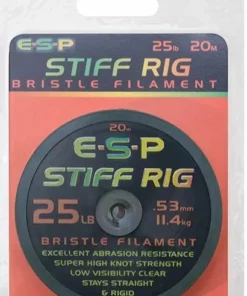 E-S-P 25lb 20M
STIFF RIG
BRISTLE FILAMENT
20m
E-S-P
STIFF RIG
25LB .53mm
11.4kg
BRISTLE FILAMENT
EXCELLENT ABRASION RESISTANCE
SUPER HIGH KNOT STRENGTH
LOW VISIBILITY CLEAR
STAYS STRAIGHT
& RIGID